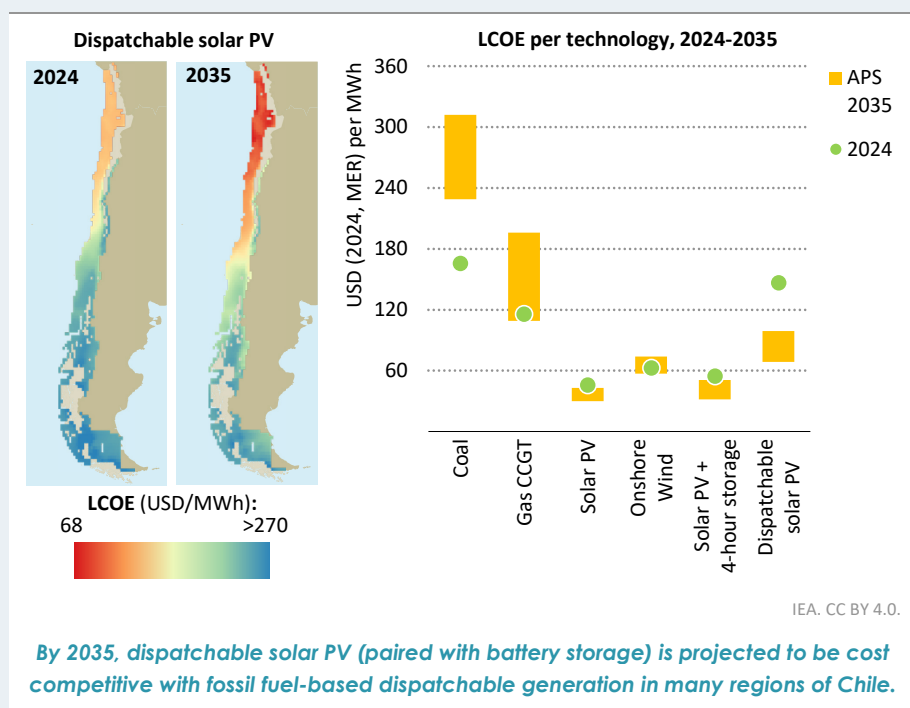 Dispatchable solar PV
2024
2035
LCOE (USD/MWh):
68
>270
LCOE per technology, 2024-2035
USD (2024, MER) per MWh
360
300
240
180
120
60
Coal
Gas CCGT
Solar PV
Onshore
Wind
Solar PV +
4-hour storage
Dispatchable
solar PV
APS
2035
2024
IEA. CC BY 4.0.
By 2035, dispatchable solar PV (paired with battery storage) is projected to be cost
competitive with fossil fuel-based dispatchable generation in many regions of Chile.